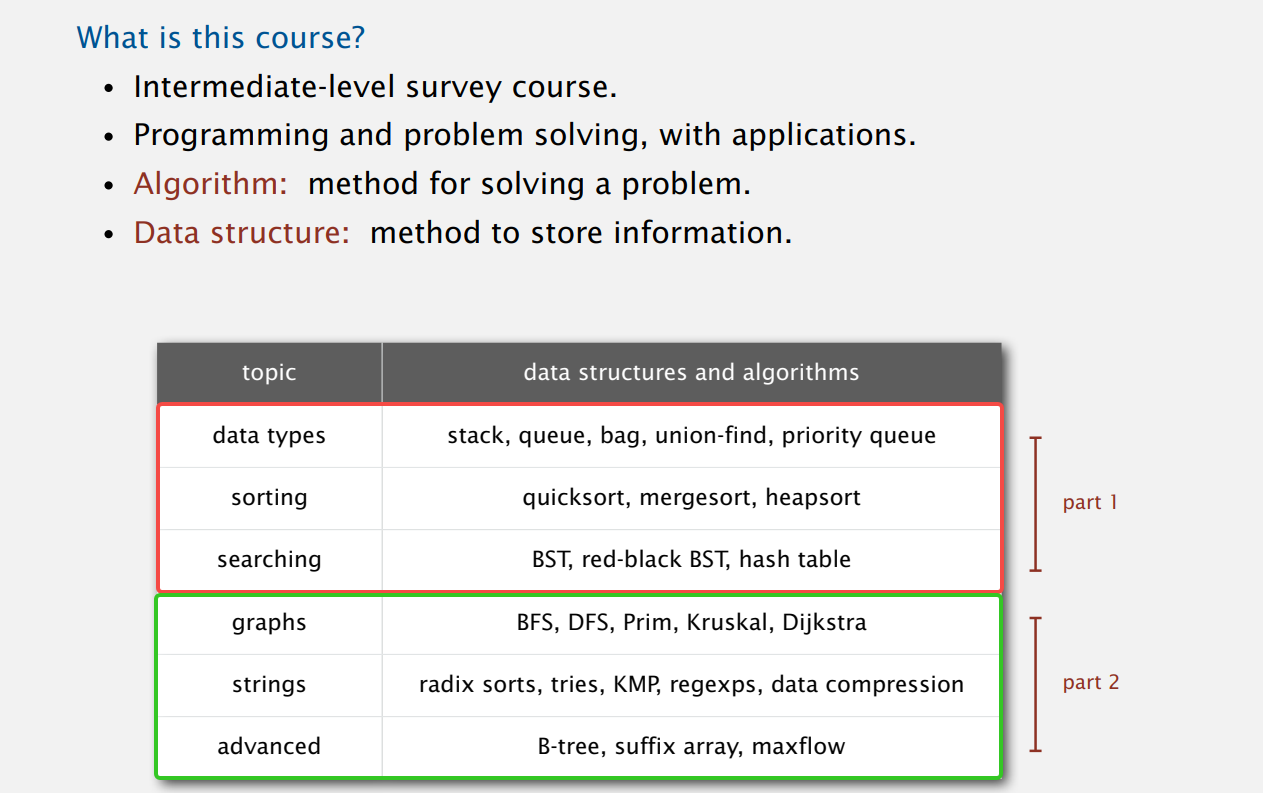 What is this course?
• Intermediate-level survey course.
• Programming and problem solving, with applications.
• Algorithm: method for solving a problem.
• Data structure: method to store information.
topic data structures and algorithms
data types stack, queue, bag, union-find, priority queue
sorting quicksort, mergesort, heapsort
part 1
searching BST, red-black BST, hash table
graphs BFS, DFS, Prim, Kruskal, Dijkstra
strings radix sorts, tries, KMP, regexps, data compression
part 2
advanced B-tree, suffix array, maxflow